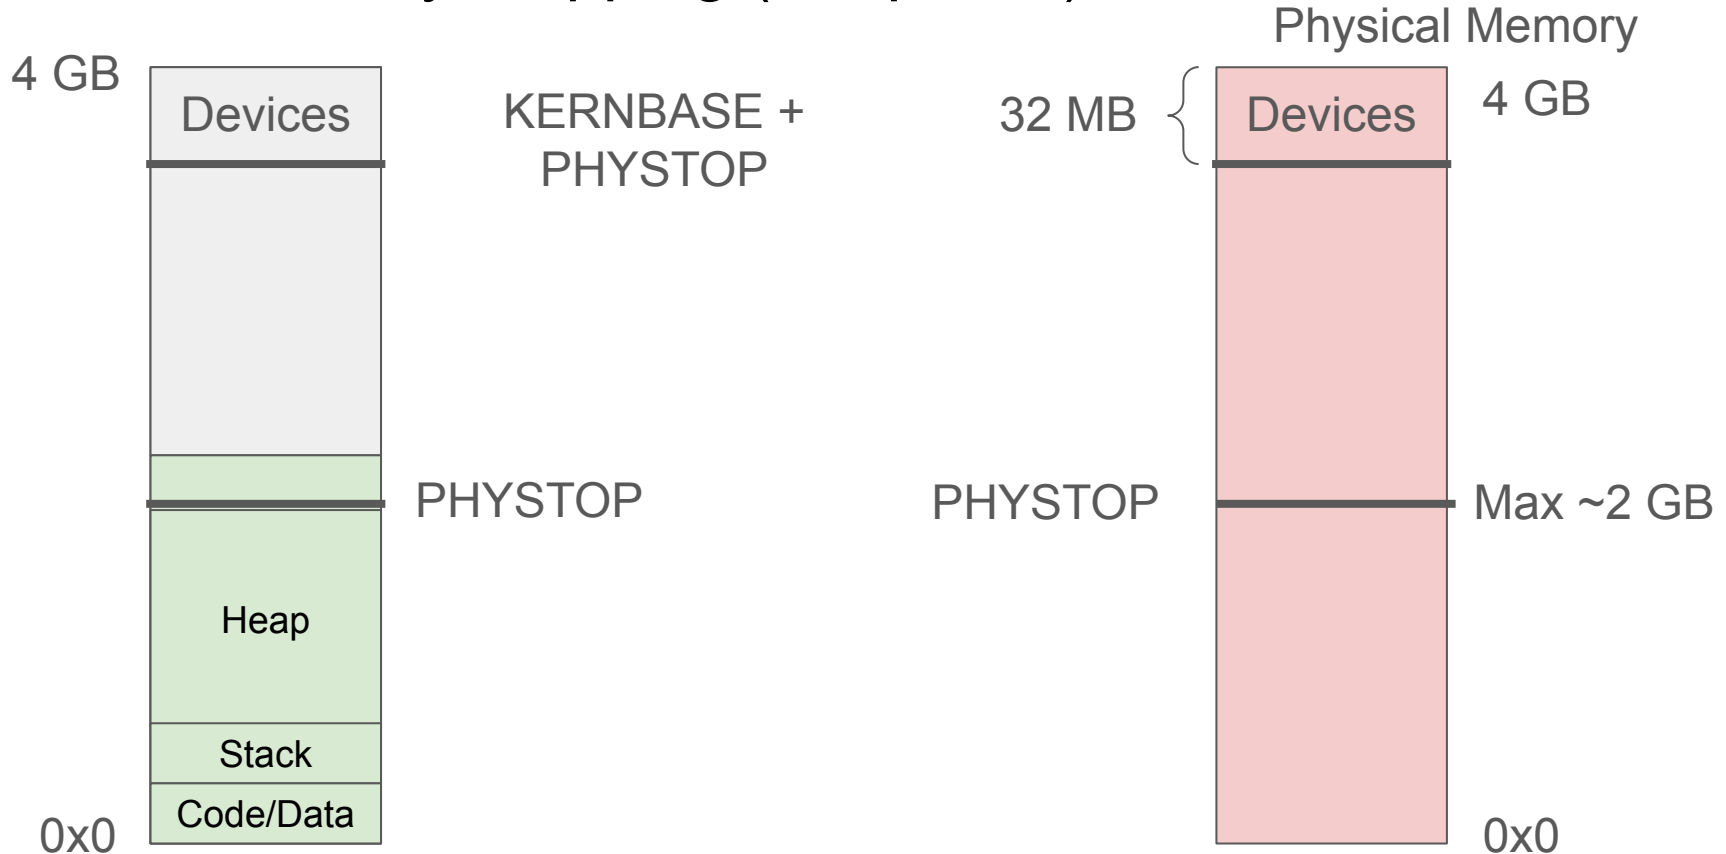 Physical Memory
4 GB
Devices
KERNBASE +
PHYSTOP
32 MB
Devices
4 GB
PHYSTOP
PHYSTOP
Max ~2 GB
Heap
Stack
Code/Data
0x0
0x0